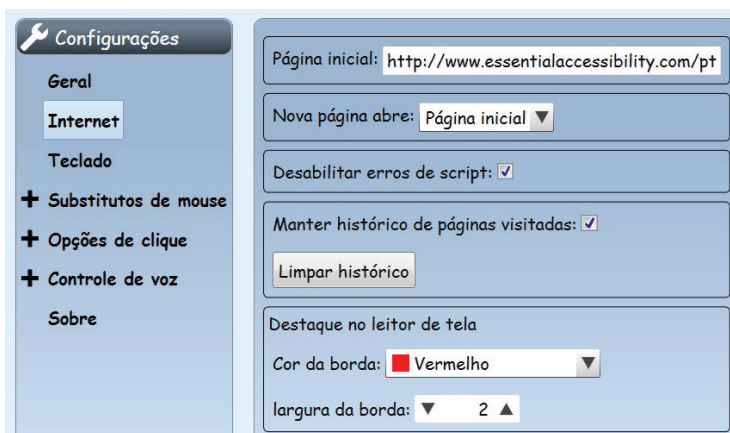 Configurações
Geral
Internet
Teclado
Substitutos de mouse
Opções de clique
Controle de voz
Sobre
Página inicial: http://www.essentialaccessibility.com/pt
Nova página abre: Página inicial
Desabilitar erros de script:
Manter histórico de páginas visitadas:
Limpar histórico
Destaque no leitor de tela
Cor da borda: Vermelho
largura da borda: 2